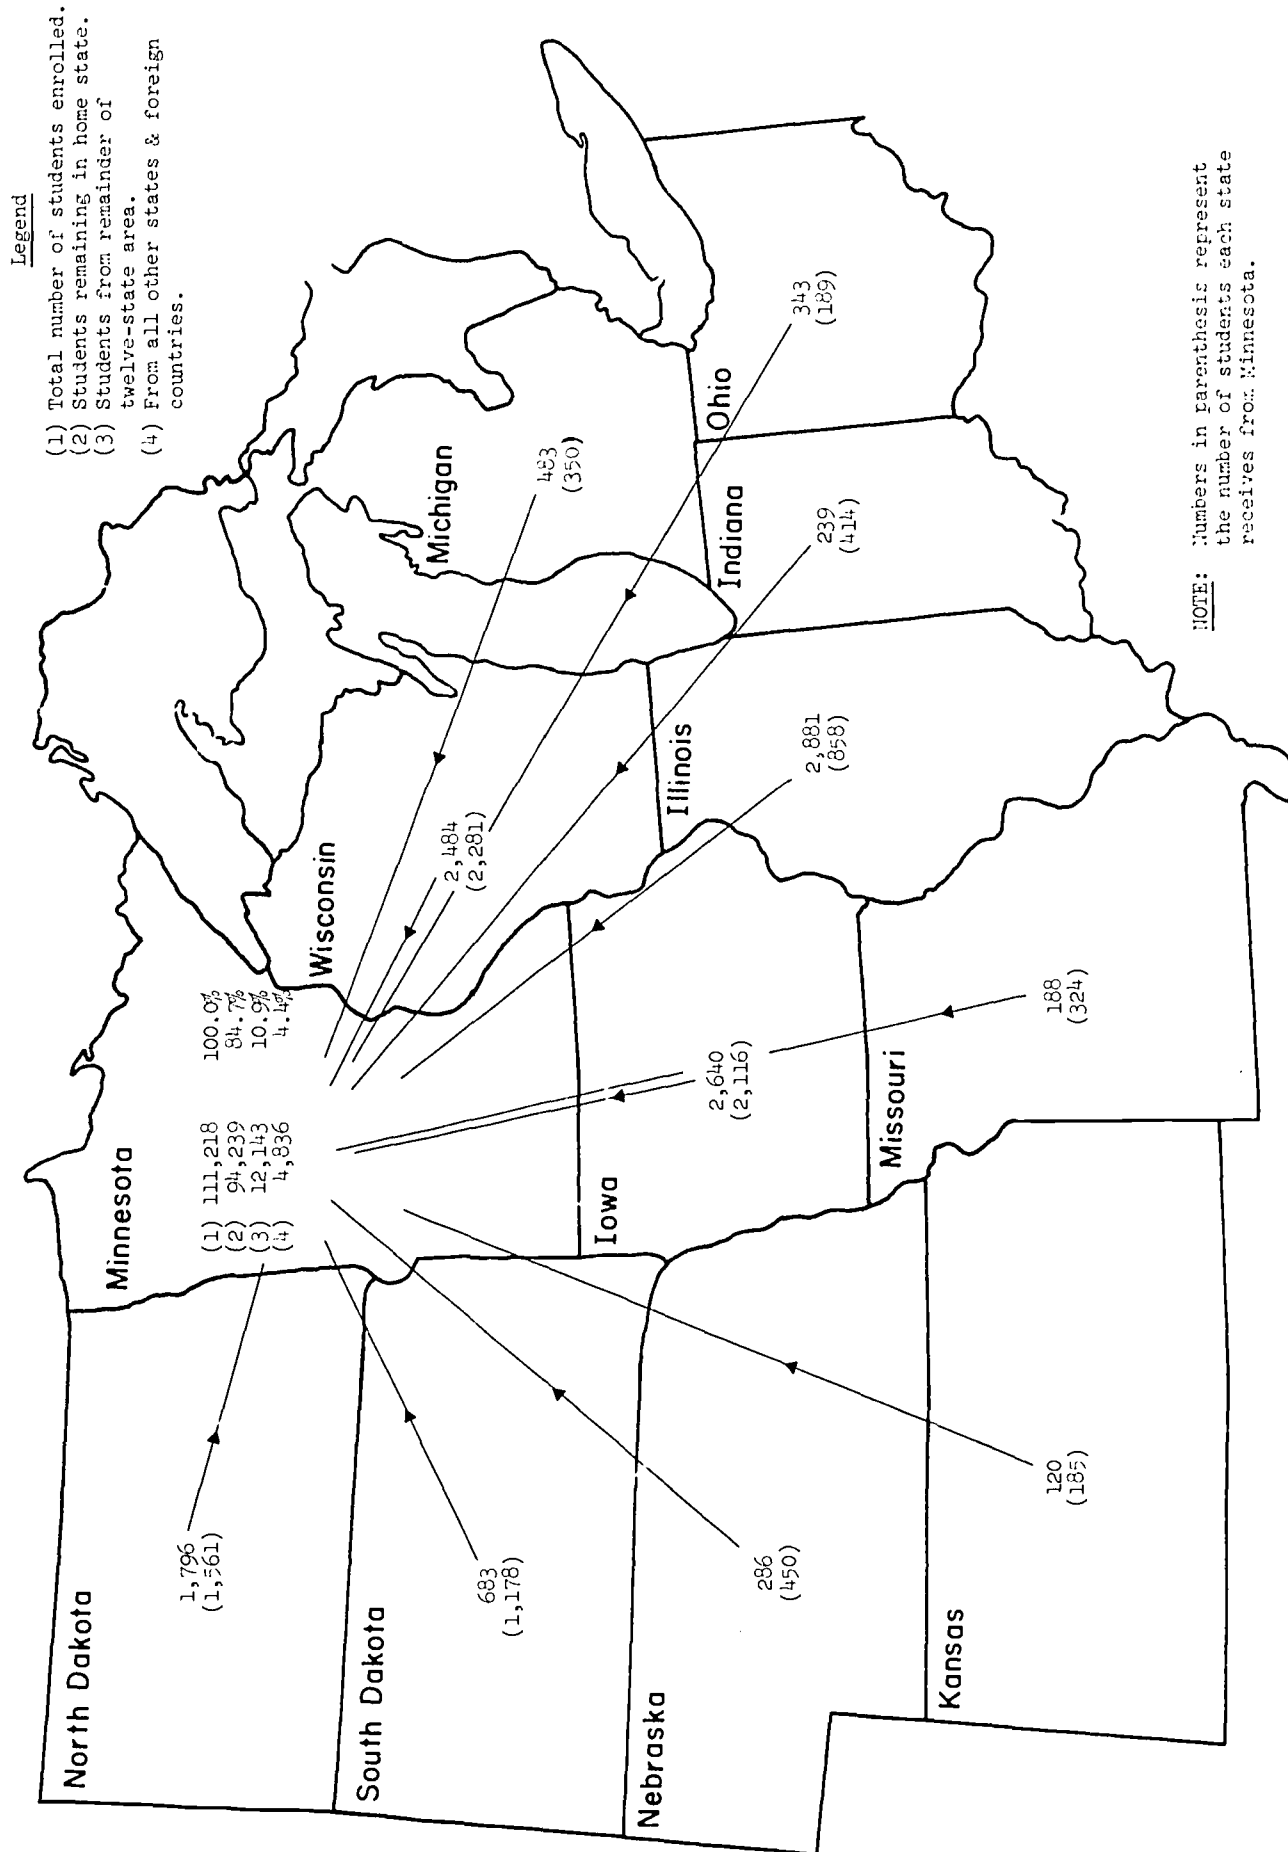 Legend
(1) Total number of students enrolled.
(2) Students remaining in home state.
(3) Students from remainder of
twelve-state area.
(4) From all other states & foreign
countries.
North Dakota
1,796
(1,561)
Minnesota
(1) 111,218 100.0%
(2) 94,239 84.7%
(3) 12,143 10.9%
(4) 4,836 4.4%
South Dakota
683
(1,178)
Wisconsin
2,484
(2,281)
Michigan
483
(350)
Nebraska
286
(450)
Iowa
2,640
(2,116)
Illinois
2,881
(858)
Indiana
239
(414)
Ohio
343
(189)
Kansas
120
(185)
Missouri
188
(324)
NOTE: Numbers in parenthesis represent
the number of students each state
receives from Minnesota.